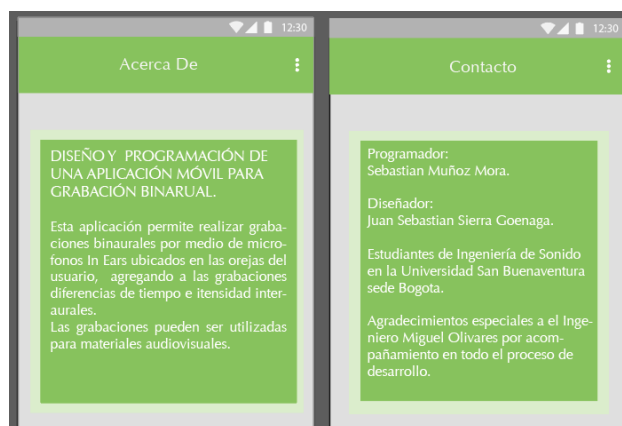 12:30
Acerca De
DISEÑO Y PROGRAMACIÓN DE
UNA APLICACIÓN MÓVIL PARA
GRABACIÓN BINARUAL.
Esta aplicación permite realizar graba-
ciones binaurales por medio de micro-
fonos In Ears ubicados en las orejas del
usuario, agregando a las grabaciones
diferencias de tiempo e itensidad inter-
aurales.
Las grabaciones pueden ser utilizadas
para materiales audiovisuales.
12:30
Contacto
Programador:
Sebastian Muñoz Mora.
Diseñador:
Juan Sebastian Sierra Goenaga.
Estudiantes de Ingeniería de Sonido
en la Universidad San Buenaventura
sede Bogota.
Agradecimientos especiales a el Inge-
niero Miguel Olivares por acom-
pañamiento en todo el proceso de
desarrollo.